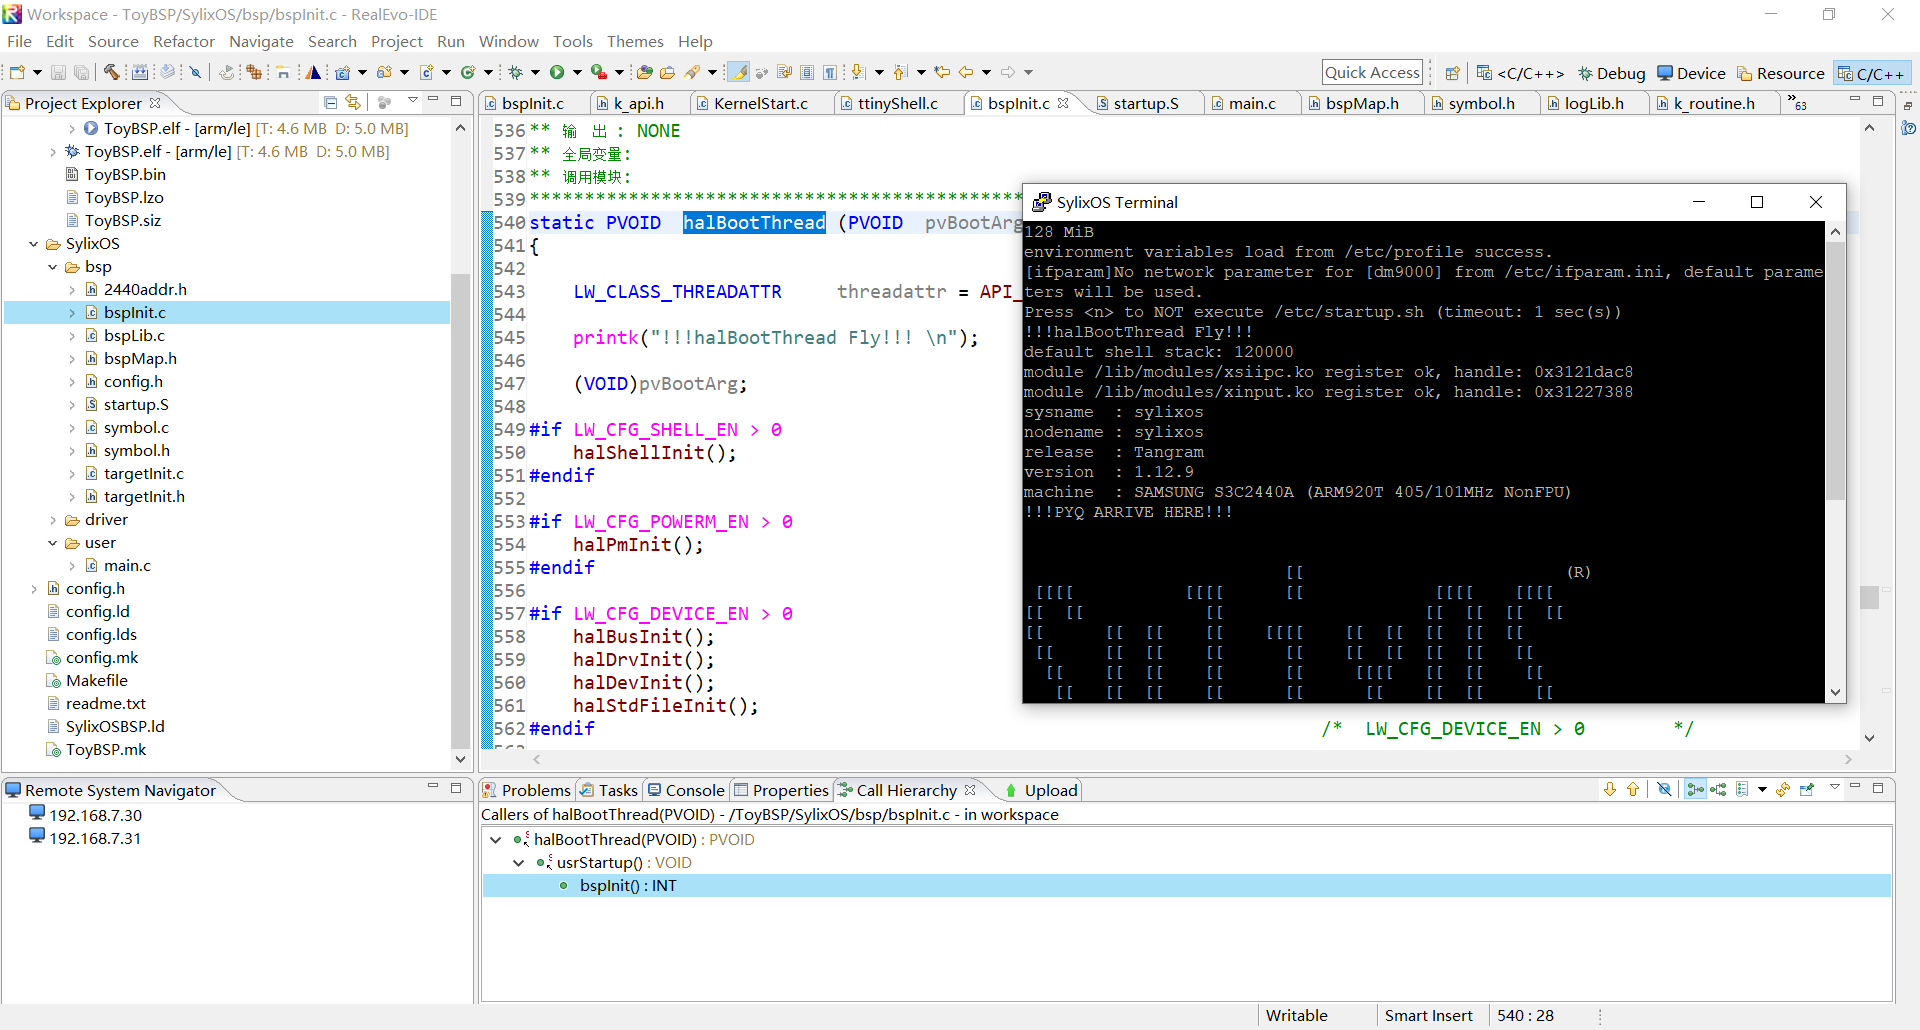 Workspace - ToyBSP/SylixOS/bsp/bspInit.c - RealEvo-IDE
File Edit Source Refactor Navigate Search Project Run Window Tools Themes Help
Quick Access <C/C++> Debug Device Resource C/C++
Project Explorer
ToyBSP.elf - [arm/le] [T: 4.6 MB D: 5.0 MB]
ToyBSP.elf - [arm/le] [T: 4.6 MB D: 5.0 MB]
ToyBSP.bin
ToyBSP.lzo
ToyBSP.siz
SylixOS
bsp
2440addr.h
bspInit.c
bspLib.c
bspMap.h
config.h
startup.S
symbol.c
symbol.h
targetInit.c
targetInit.h
driver
user
main.c
config.h
config.ld
config.lds
config.mk
Makefile
readme.txt
SylixOSBSP.ld
ToyBSP.mk
bspInit.c k_api.h KernelStart.c ttinyShell.c bspInit.c startup.S main.c bspMap.h symbol.h logLib.h k_routine.h »63
536 ** 输 出 : NONE
537 ** 全局变量:
538 ** 调用模块:
539 *********************************************
540 static PVOID halBootThread (PVOID pvBootArg
541 {
542
543 LW_CLASS_THREADATTR threadattr = API_
544
545 printk("!!!halBootThread Fly!!! \n");
546
547 (VOID)pvBootArg;
548
549 #if LW_CFG_SHELL_EN > 0
550 halShellInit();
551 #endif
552
553 #if LW_CFG_POWERM_EN > 0
554 halPmInit();
555 #endif
556
557 #if LW_CFG_DEVICE_EN > 0
558 halBusInit();
559 halDrvInit();
560 halDevInit();
561 halStdFileInit();
562 #endif /* LW_CFG_DEVICE_EN > 0 */
SylixOS Terminal
128 MiB
environment variables load from /etc/profile success.
[ifparam]No network parameter for [dm9000] from /etc/ifparam.ini, default parame
ters will be used.
Press <n> to NOT execute /etc/startup.sh (timeout: 1 sec(s))
!!!halBootThread Fly!!!
default shell stack: 120000
module /lib/modules/xsiipc.ko register ok, handle: 0x3121dac8
module /lib/modules/xinput.ko register ok, handle: 0x31227388
sysname : sylixos
nodename : sylixos
release : Tangram
version : 1.12.9
machine : SAMSUNG S3C2440A (ARM920T 405/101MHz NonFPU)
!!!PYQ ARRIVE HERE!!!
[[ (R)
[[[[ [[[[ [[ [[[[ [[[[
[[ [[ [[ [[ [[ [[ [[
[[ [[ [[ [[ [[[[ [[ [[ [[ [[ [[
[[ [[ [[ [[ [[ [[ [[ [[ [[ [[
[[ [[ [[ [[ [[ [[[[ [[ [[ [[
[[ [[ [[ [[ [[ [[ [[ [[ [[
Remote System Navigator
192.168.7.30
192.168.7.31
Problems Tasks Console Properties Call Hierarchy Upload
Callers of halBootThread(PVOID) - /ToyBSP/SylixOS/bsp/bspInit.c - in workspace
halBootThread(PVOID) : PVOID
usrStartup() : VOID
bspInit() : INT
Writable Smart Insert 540 : 28